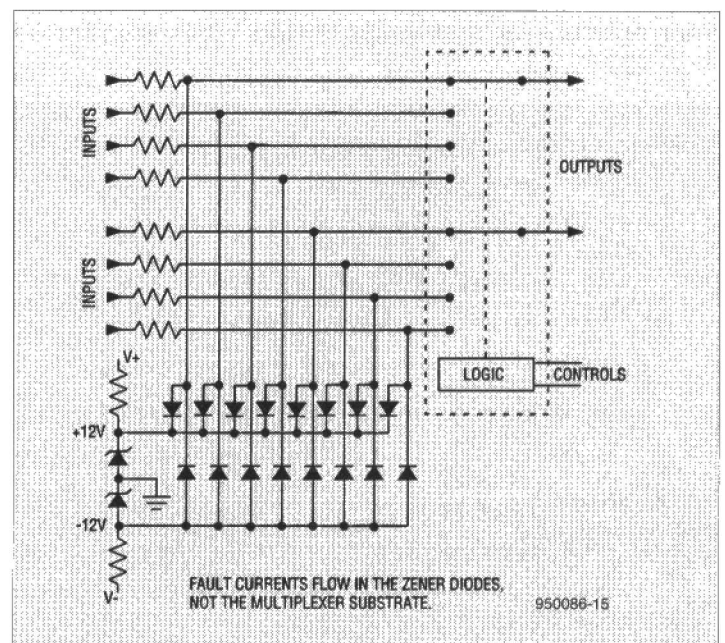 INPUTS
OUTPUTS
INPUTS
V+
LOGIC
CONTROLS
+12V
-12V
V-
FAULT CURRENTS FLOW IN THE ZENER DIODES,
NOT THE MULTIPLEXER SUBSTRATE.
950086-15